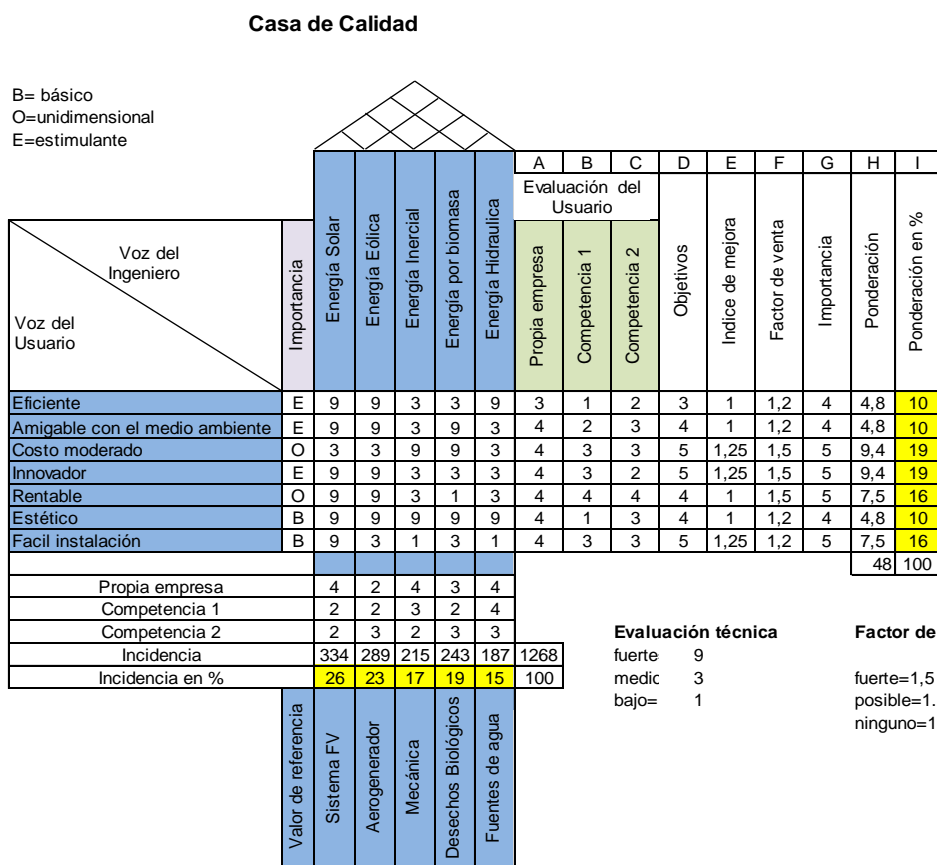 Casa de Calidad
B= básico
O=unidimensional
E=estimulante
A B C D E F G H I
Evaluación del
Usuario
Voz del
Ingeniero
Voz del
Usuario
Importancia
Energía Solar
Energía Eólica
Energía Inercial
Energía por biomasa
Energía Hidraulica
Propia empresa
Competencia 1
Competencia 2
Objetivos
Indice de mejora
Factor de venta
Importancia
Ponderación
Ponderación en %
Eficiente E 9 9 3 3 9 3 1 2 3 1 1,2 4 4,8 10
Amigable con el medio ambiente E 9 9 3 9 3 4 2 3 4 1 1,2 4 4,8 10
Costo moderado O 3 3 9 9 3 4 3 3 5 1,25 1,5 5 9,4 19
Innovador E 9 9 3 3 3 4 3 2 5 1,25 1,5 5 9,4 19
Rentable O 9 9 3 1 3 4 4 4 4 1 1,5 5 7,5 16
Estético B 9 9 9 9 9 4 1 3 4 1 1,2 4 4,8 10
Facil instalación B 9 3 1 3 1 4 3 3 5 1,25 1,2 5 7,5 16
48 100
Propia empresa 4 2 4 3 4
Competencia 1 2 2 3 2 4
Competencia 2 2 3 2 3 3
Incidencia 334 289 215 243 187 1268
Incidencia en % 26 23 17 19 15 100
Evaluación técnica
fuerte 9
medic 3
bajo= 1
Factor de
fuerte=1,5
posible=1.
ninguno=1
Valor de referencia
Sistema FV
Aerogenerador
Mecánica
Desechos Biológicos
Fuentes de agua